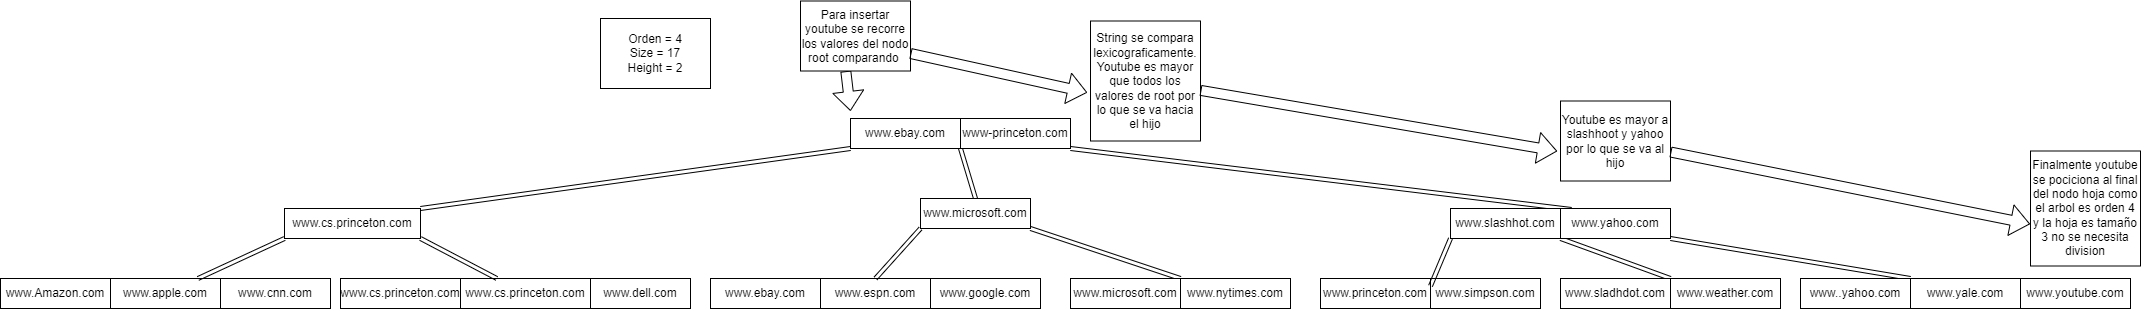 Orden = 4
Size = 17
Height = 2
Para insertar
youtube se recorre
los valores del nodo
root comparando
String se compara
lexicograficamente.
Youtube es mayor
que todos los
valores de root por
lo que se va hacia
el hijo
Youtube es mayor a
slashhoot y yahoo
por lo que se va al
hijo
Finalmente youtube
se pociciona al final
del nodo hoja como
el arbol es orden 4
y la hoja es tamaño
3 no se necesita
division
www.ebay.com
www-princeton.com
www.cs.princeton.com
www.microsoft.com
www.slashhot.com
www.yahoo.com
www.Amazon.com
www.apple.com
www.cnn.com
www.cs.princeton.com
www.cs.princeton.com
www.dell.com
www.ebay.com
www.espn.com
www.google.com
www.microsoft.com
www.nytimes.com
www.princeton.com
www.simpson.com
www.sladhdot.com
www.weather.com
www..yahoo.com
www.yale.com
www.youtube.com